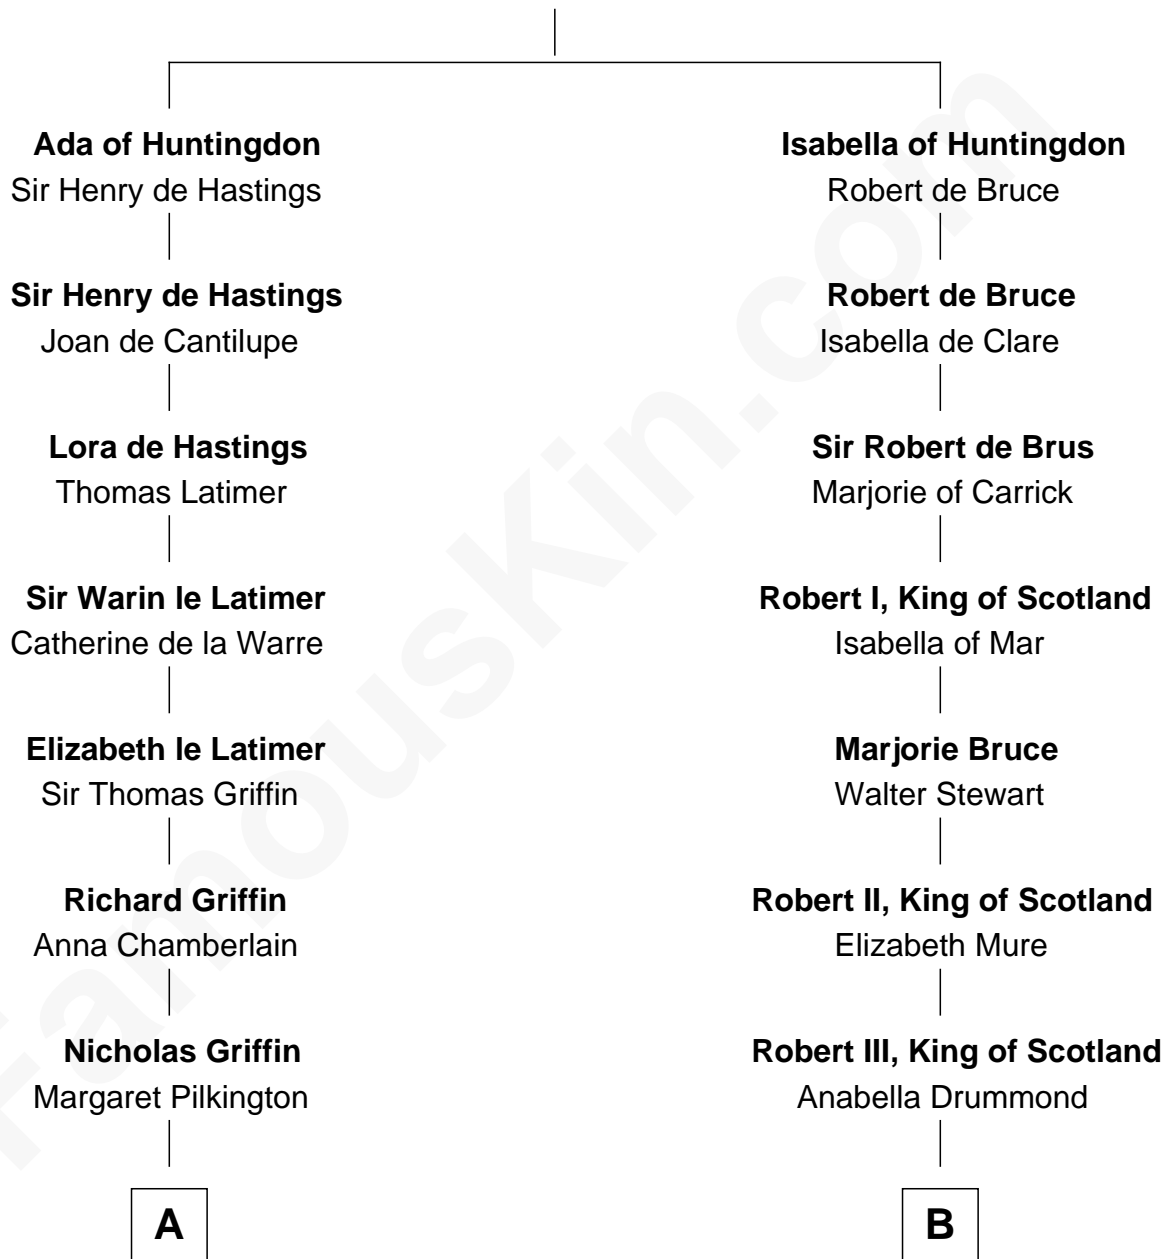 Ada of Huntingdon
Sir Henry de Hastings
Isabella of Huntingdon
Robert de Bruce
Sir Henry de Hastings
Joan de Cantilupe
Robert de Bruce
Isabella de Clare
Lora de Hastings
Thomas Latimer
Sir Robert de Brus
Marjorie of Carrick
Sir Warin le Latimer
Catherine de la Warre
Robert I, King of Scotland
Isabella of Mar
Elizabeth le Latimer
Sir Thomas Griffin
Marjorie Bruce
Walter Stewart
Richard Griffin
Anna Chamberlain
Robert II, King of Scotland
Elizabeth Mure
Nicholas Griffin
Margaret Pilkington
Robert III, King of Scotland
Anabella Drummond
A
B
FamousKin.com